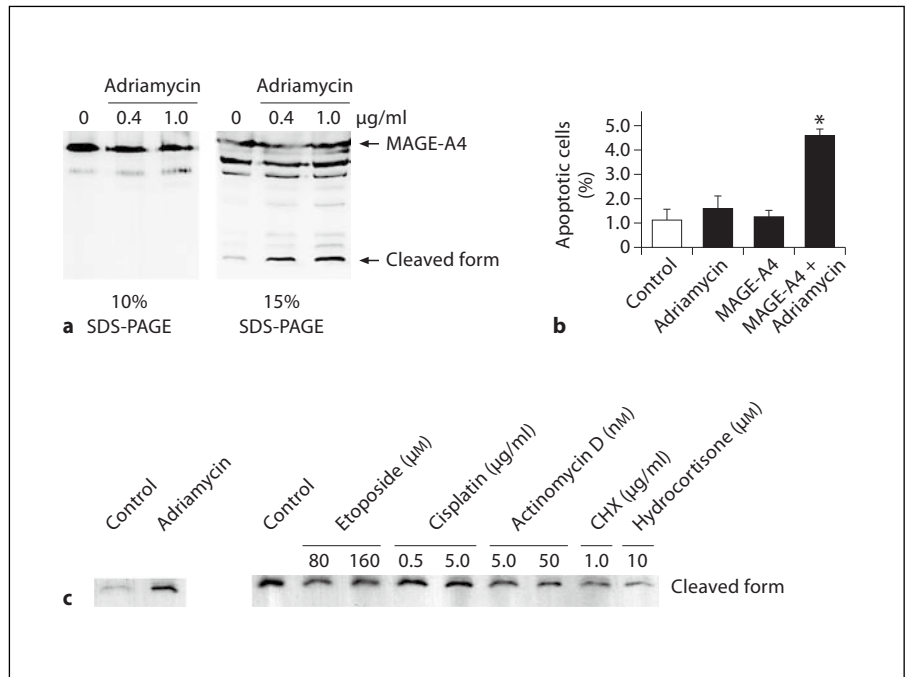 Adriamycin Adriamycin
0 0.4 1.0 0 0.4 1.0 µg/ml
MAGE-A4
Cleaved form
10% SDS-PAGE
15% SDS-PAGE
a
Apoptotic cells (%)
5.0
4.0
3.0
2.0
1.0
0
*
Control
Adriamycin
MAGE-A4
MAGE-A4 + Adriamycin
b
Control
Adriamycin
Control
Etoposide (µM)
Cisplatin (µg/ml)
Actinomycin D (nM)
CHX (µg/ml)
Hydrocortisone (µM)
80 160 0.5 5.0 5.0 50 1.0 10
Cleaved form
c